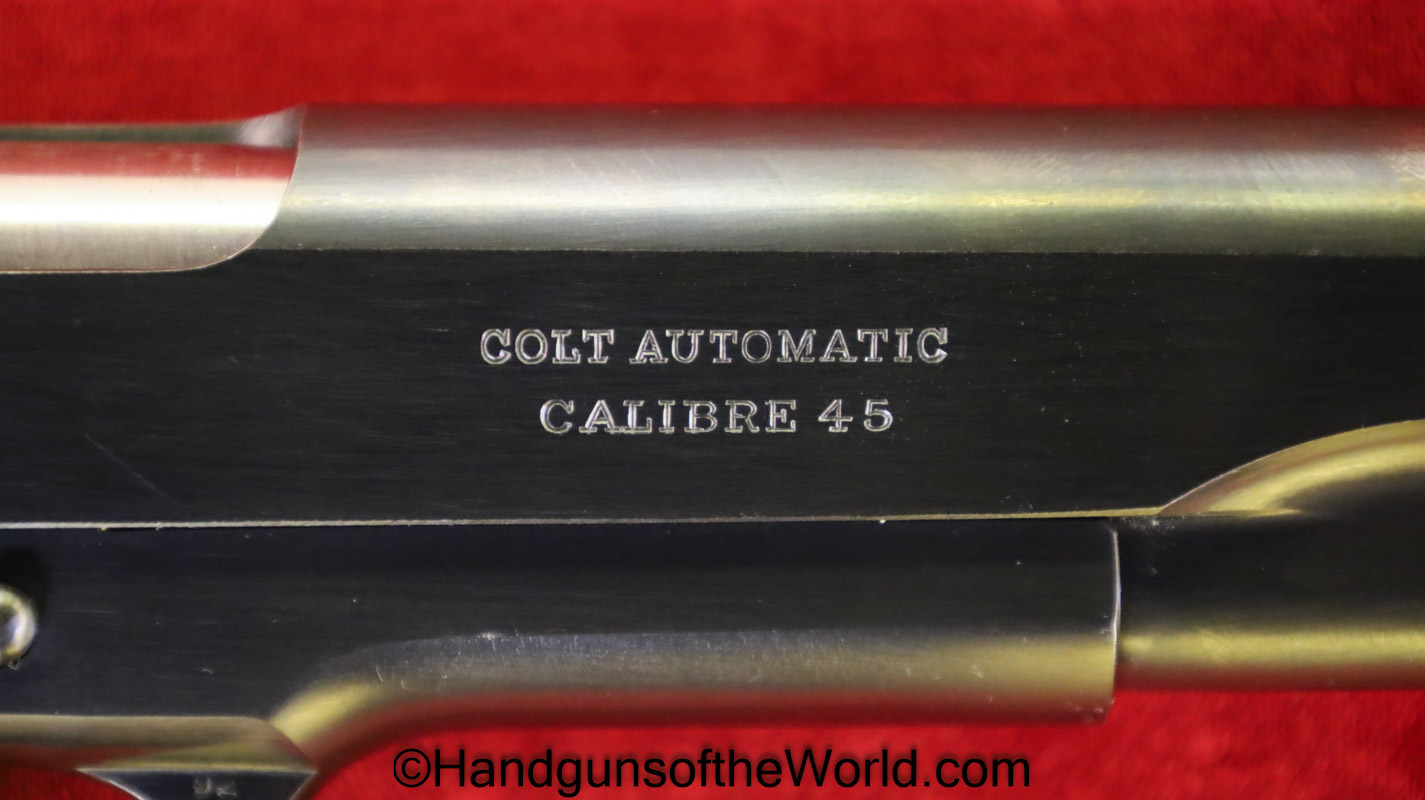 COLT AUTOMATIC
CALIBRE 45
©HandgunsoftheWorld.com